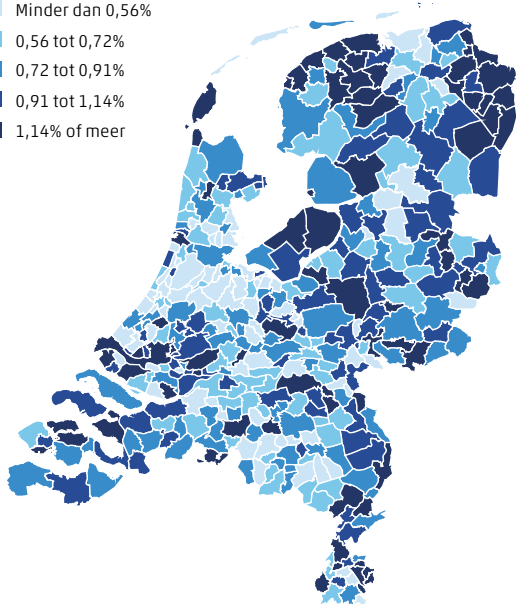 Minder dan 0,56%
0,56 tot 0,72%
0,72 tot 0,91%
0,91 tot 1,14%
1,14% of meer